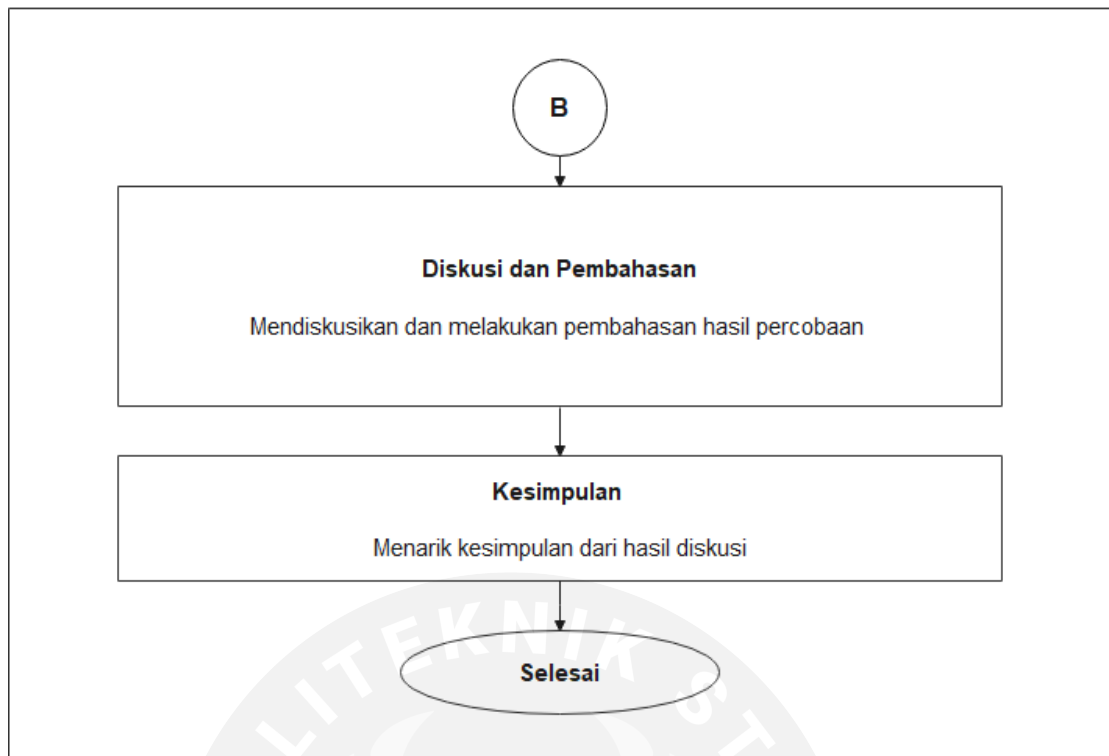 B
Diskusi dan Pembahasan
Mendiskusikan dan melakukan pembahasan hasil percobaan
Kesimpulan
Menarik kesimpulan dari hasil diskusi
Selesai